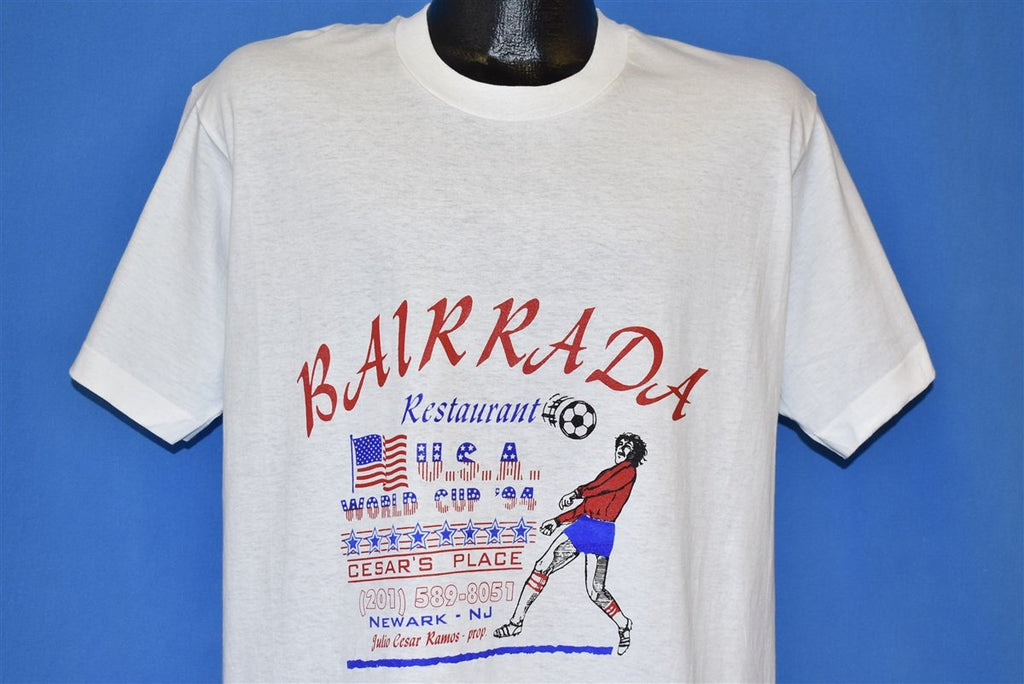 BAIRRADA
Restaurant
U.S.A.
WORLD CUP '94
CESAR'S PLACE
(201) 589-8051
NEWARK - NJ
Julio Cesar Ramos - prop.